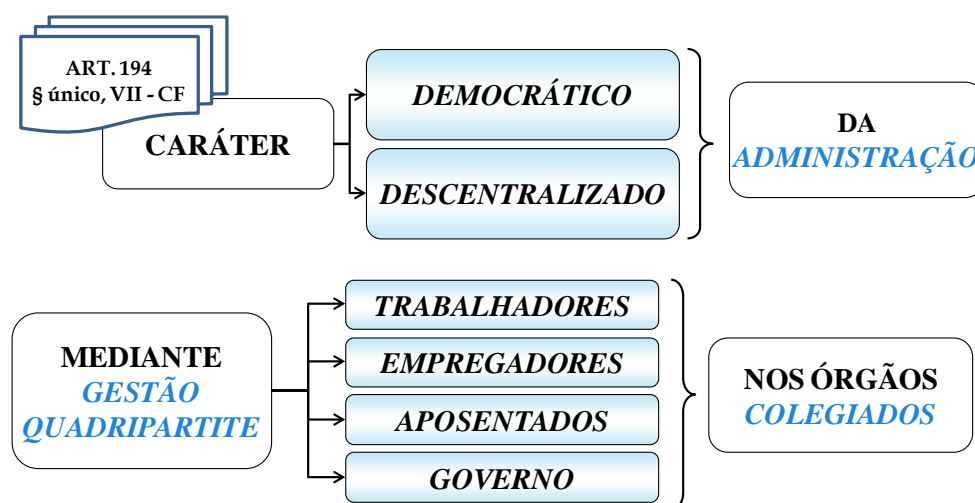 ART. 194
§ único, VII - CF
CARÁTER
DEMOCRÁTICO
DESCENTRALIZADO
DA
ADMINISTRAÇÃO
MEDIANTE
GESTÃO
QUADRIPARTITE
TRABALHADORES
EMPREGADORES
APOSENTADOS
GOVERNO
NOS ÓRGÃOS
COLEGIADOS